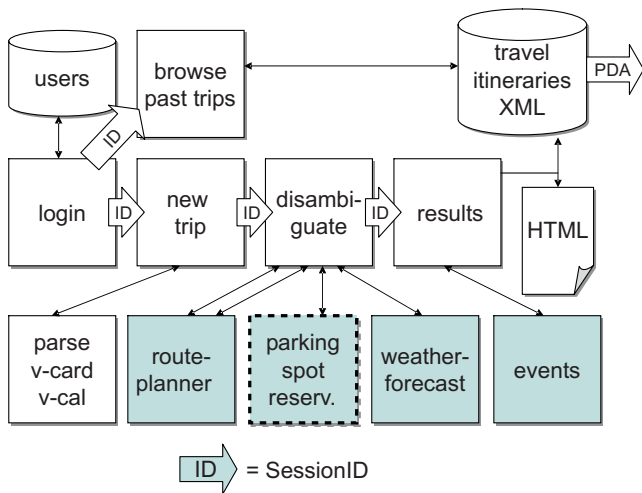 users
browse
past trips
travel
itineraries
XML
PDA
ID
login
ID
new
trip
ID
disambi-
guate
ID
results
HTML
parse
v-card
v-cal
route-
planner
parking
spot
reserv.
weather-
forecast
events
ID = SessionID